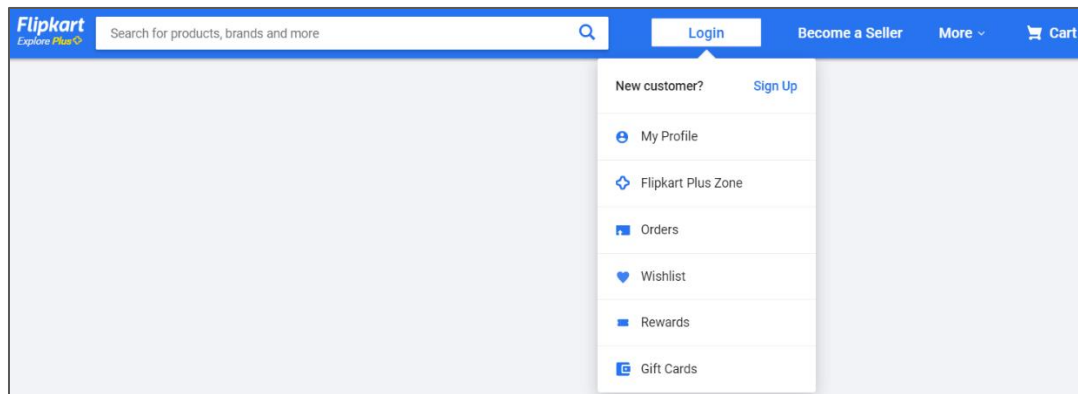 Flipkart
Explore Plus
Search for products, brands and more
Login
Become a Seller
More
Cart
New customer?
Sign Up
My Profile
Flipkart Plus Zone
Orders
Wishlist
Rewards
Gift Cards